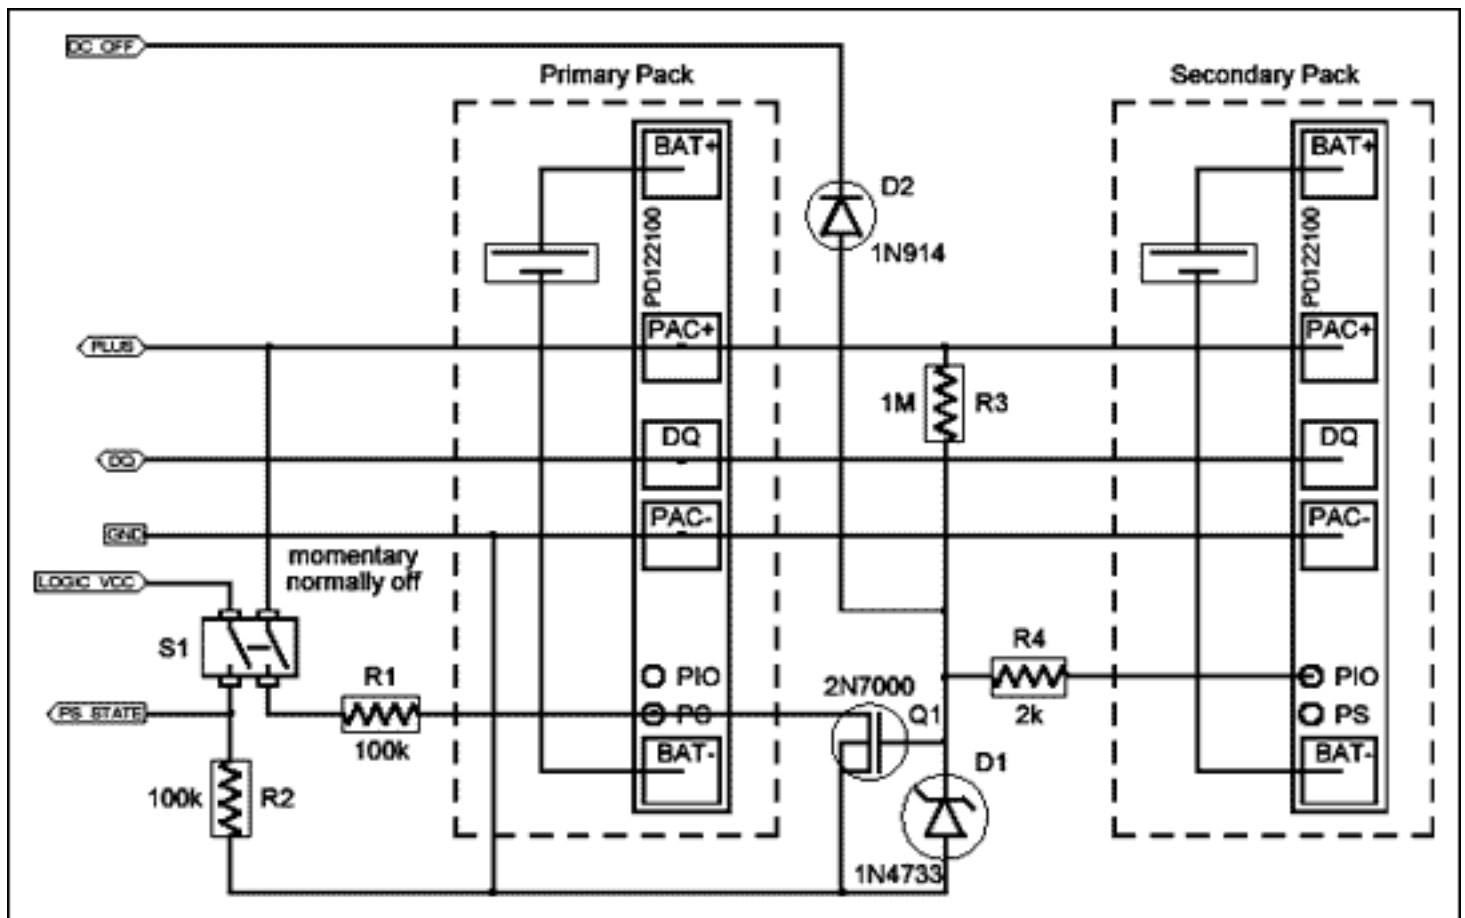 DC_OFF
Primary Pack
Secondary Pack
BAT+
D2
BAT+
PD122100
1N914
PD122100
PLUS
PAC+
PAC+
1M
R3
DQ
DQ
DQ
GND
PAC-
PAC-
momentary
normally off
LOGIC_VCC
S1
R4
R1
PIO
2N7000
PIO
PS_STATE
PS
Q1
2k
PS
100k
BAT-
D1
BAT-
100k
R2
1N4733